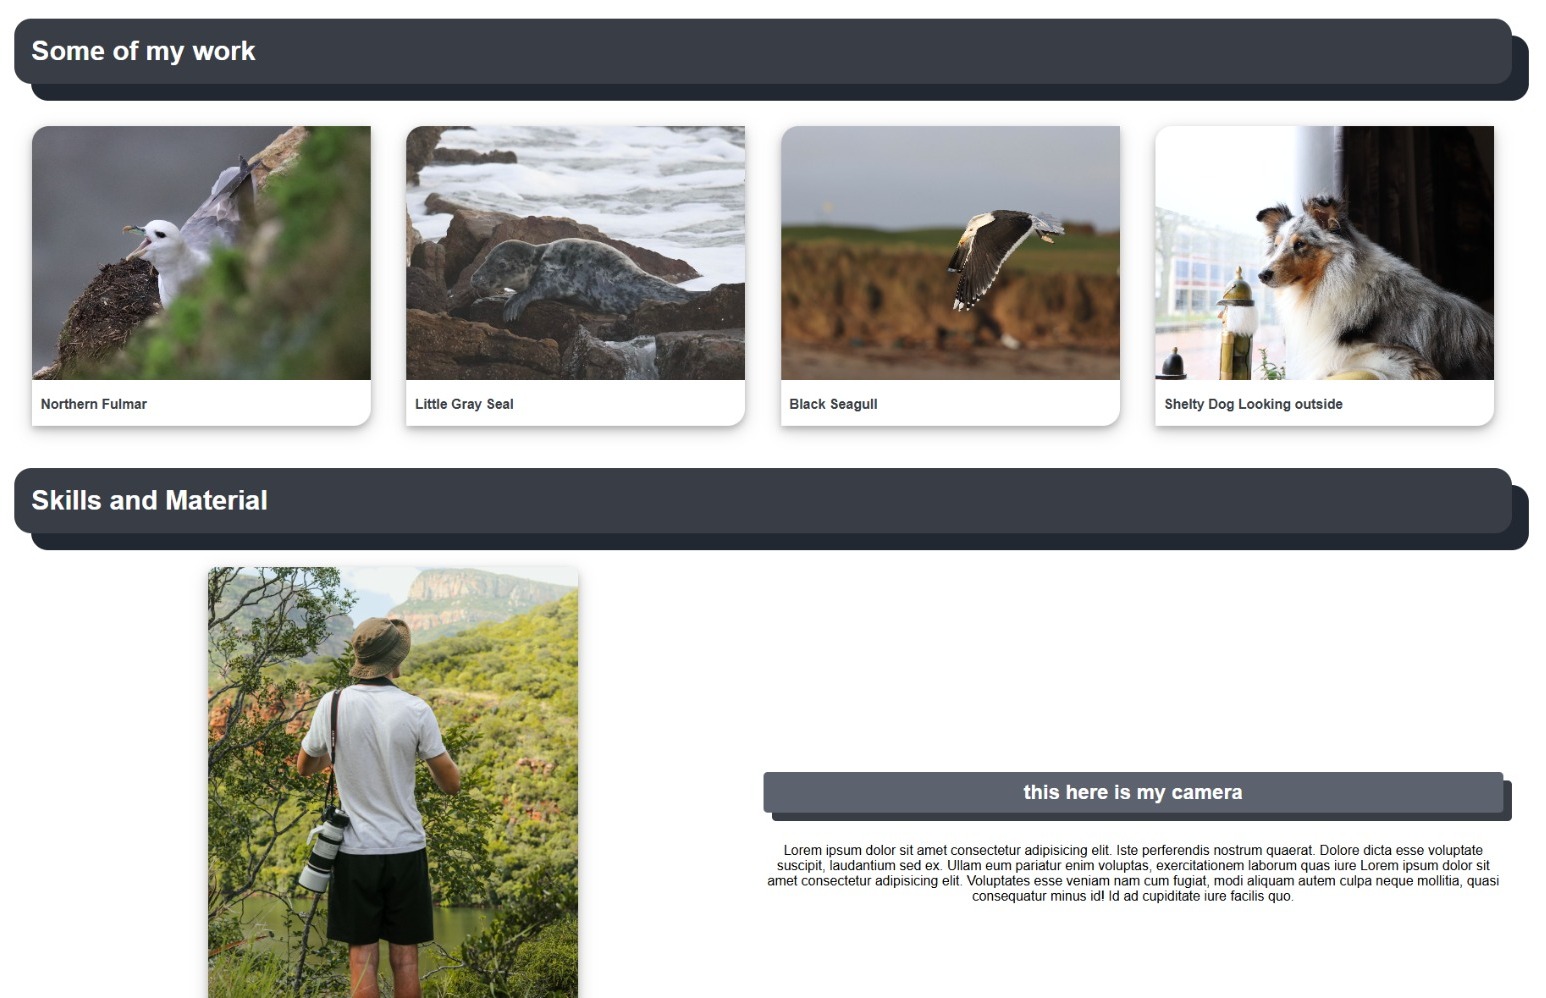 Some of my work
Northern Fulmar
Little Gray Seal
Black Seagull
Shelty Dog Looking outside
Skills and Material
this here is my camera
Lorem ipsum dolor sit amet consectetur adipisicing elit. Iste perferendis nostrum quaerat. Dolore dicta esse voluptate
suscipit, laudantium sed ex. Ullam eum pariatur enim voluptas, exercitationem laborum quas iure Lorem ipsum dolor sit
amet consectetur adipisicing elit. Voluptates esse veniam nam cum fugiat, modi aliquam autem culpa neque mollitia, quasi
consequatur minus id! Id ad cupiditate iure facilis quo.